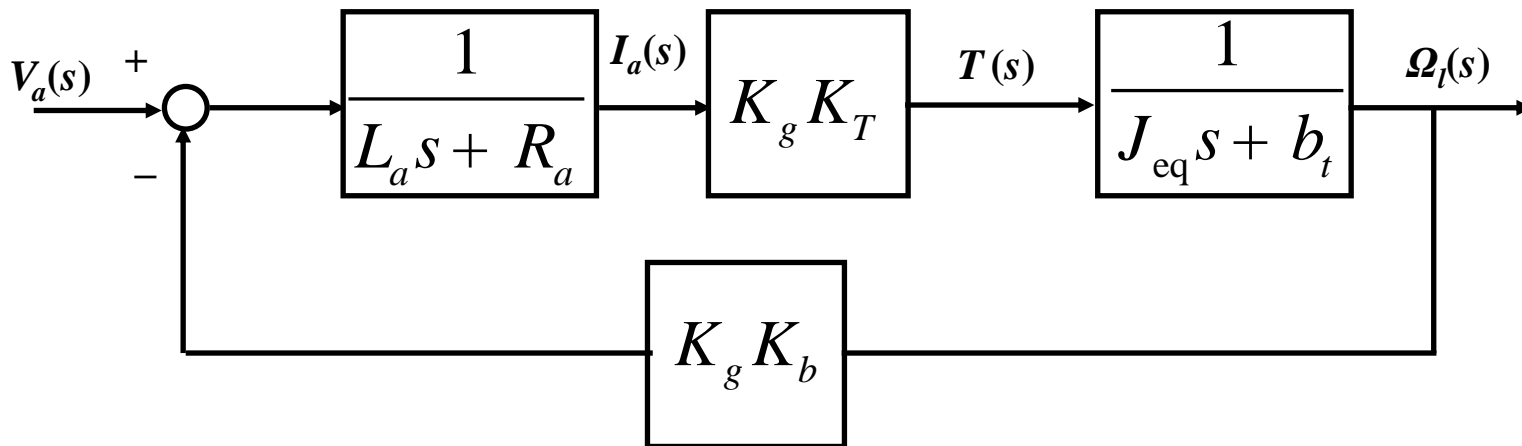 V_a(s)
+
−
1
L_a s + R_a
I_a(s)
K_g K_T
T(s)
1
J_eq s + b_t
Ω_l(s)
K_g K_b